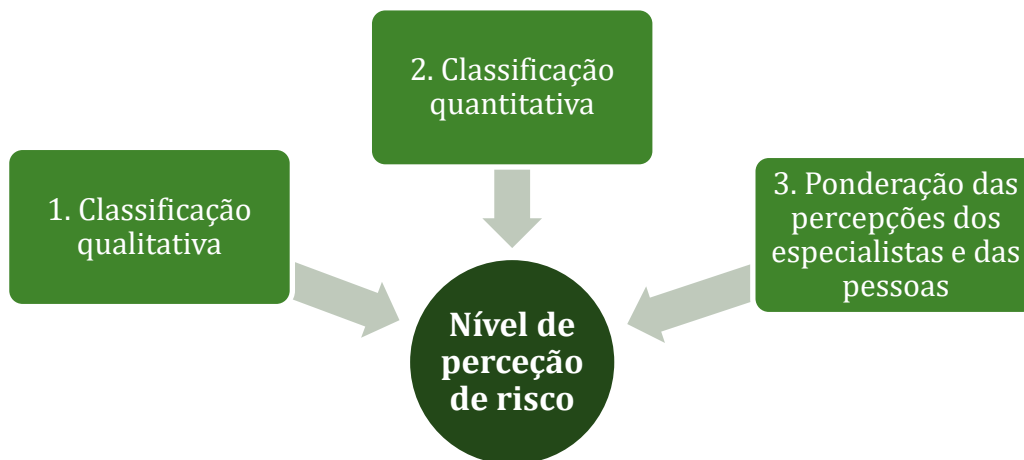 1. Classificação
qualitativa
2. Classificação
quantitativa
3. Ponderação das
percepções dos
especialistas e das
pessoas
Nível de
perceção
de risco